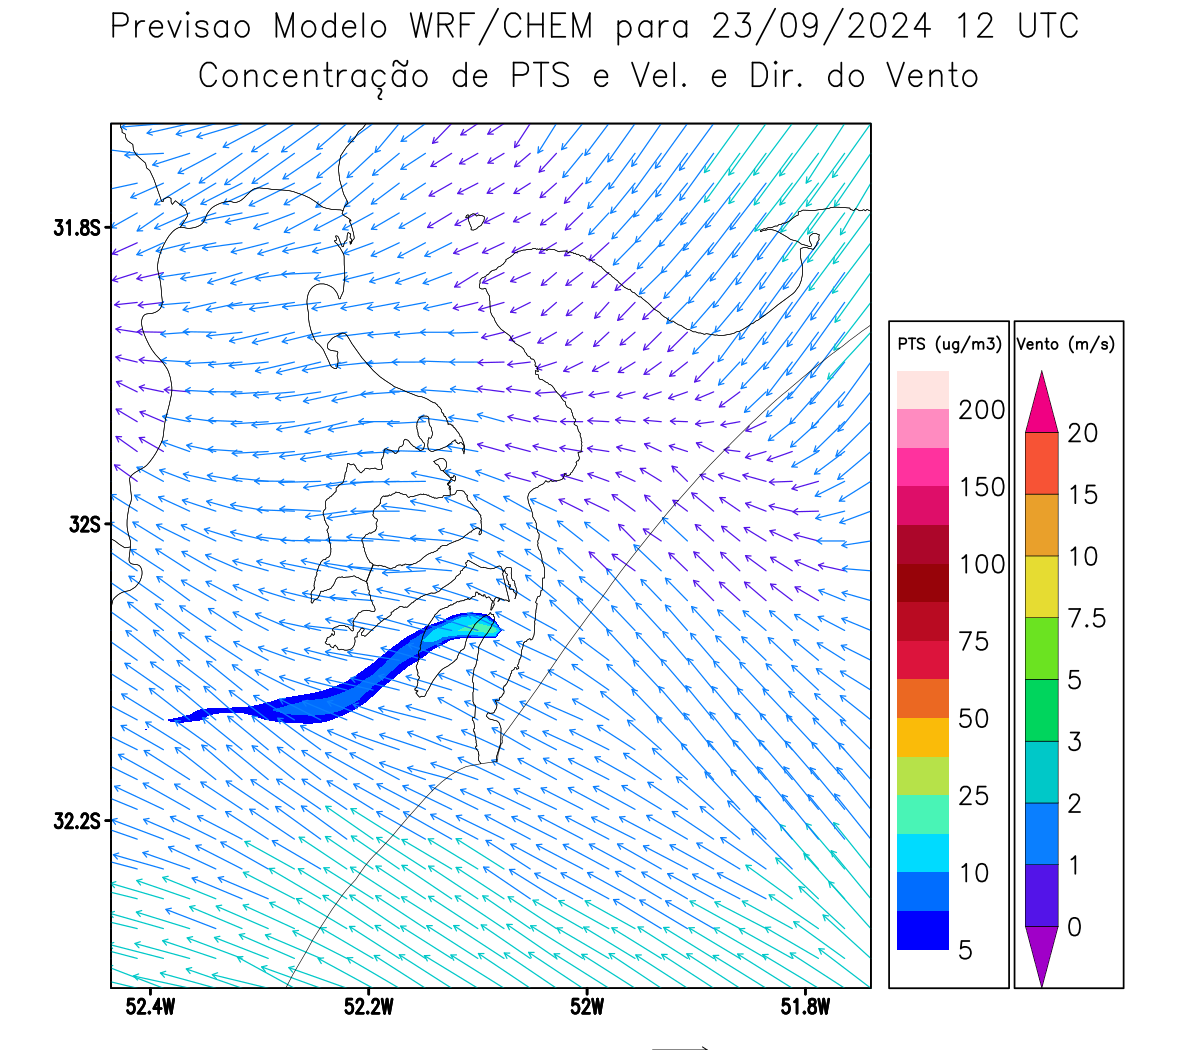 Previsao Modelo WRF/CHEM para 23/09/2024 12 UTC
Concentração de PTS e Vel. e Dir. do Vento
31.8S
32S
32.2S
52.4W
52.2W
52W
51.8W
PTS (ug/m3)
200
150
100
75
50
25
10
5
Vento (m/s)
20
15
10
7.5
5
3
2
1
0